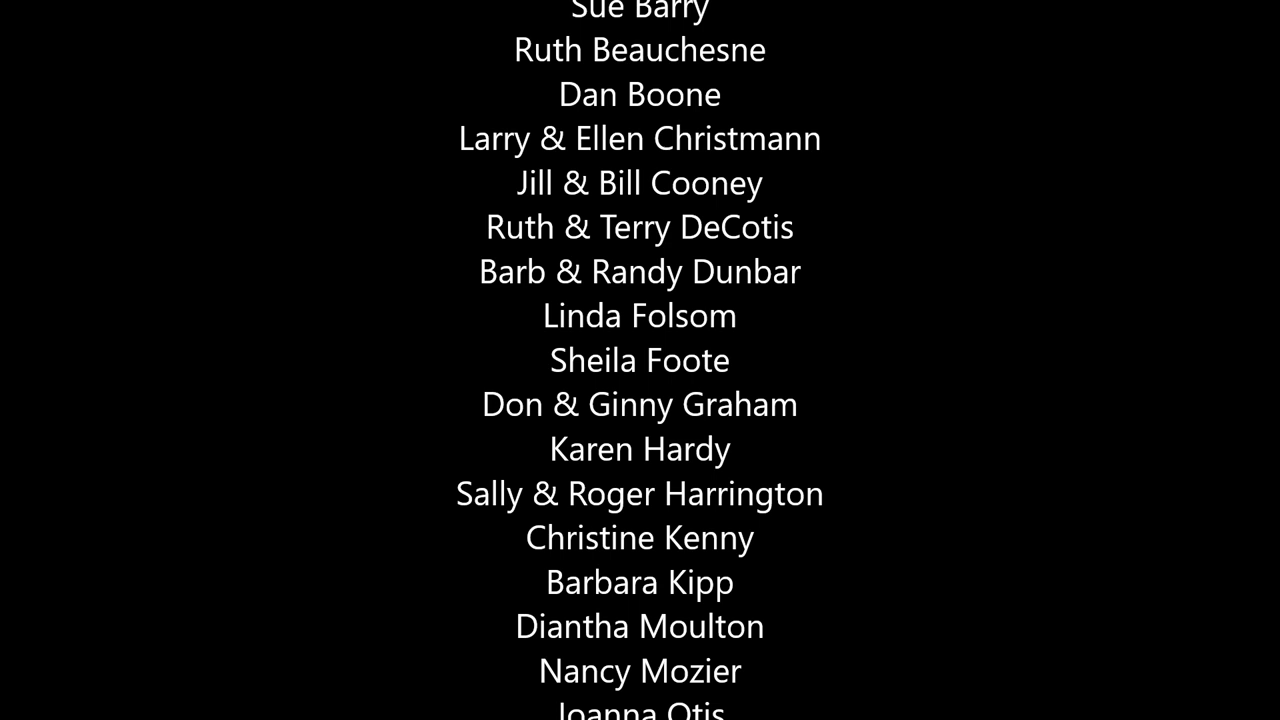 Sue Barry
Ruth Beauchesne
Dan Boone
Larry & Ellen Christmann
Jill & Bill Cooney
Ruth & Terry DeCotis
Barb & Randy Dunbar
Linda Folsom
Sheila Foote
Don & Ginny Graham
Karen Hardy
Sally & Roger Harrington
Christine Kenny
Barbara Kipp
Diantha Moulton
Nancy Mozier
Joanna Otis